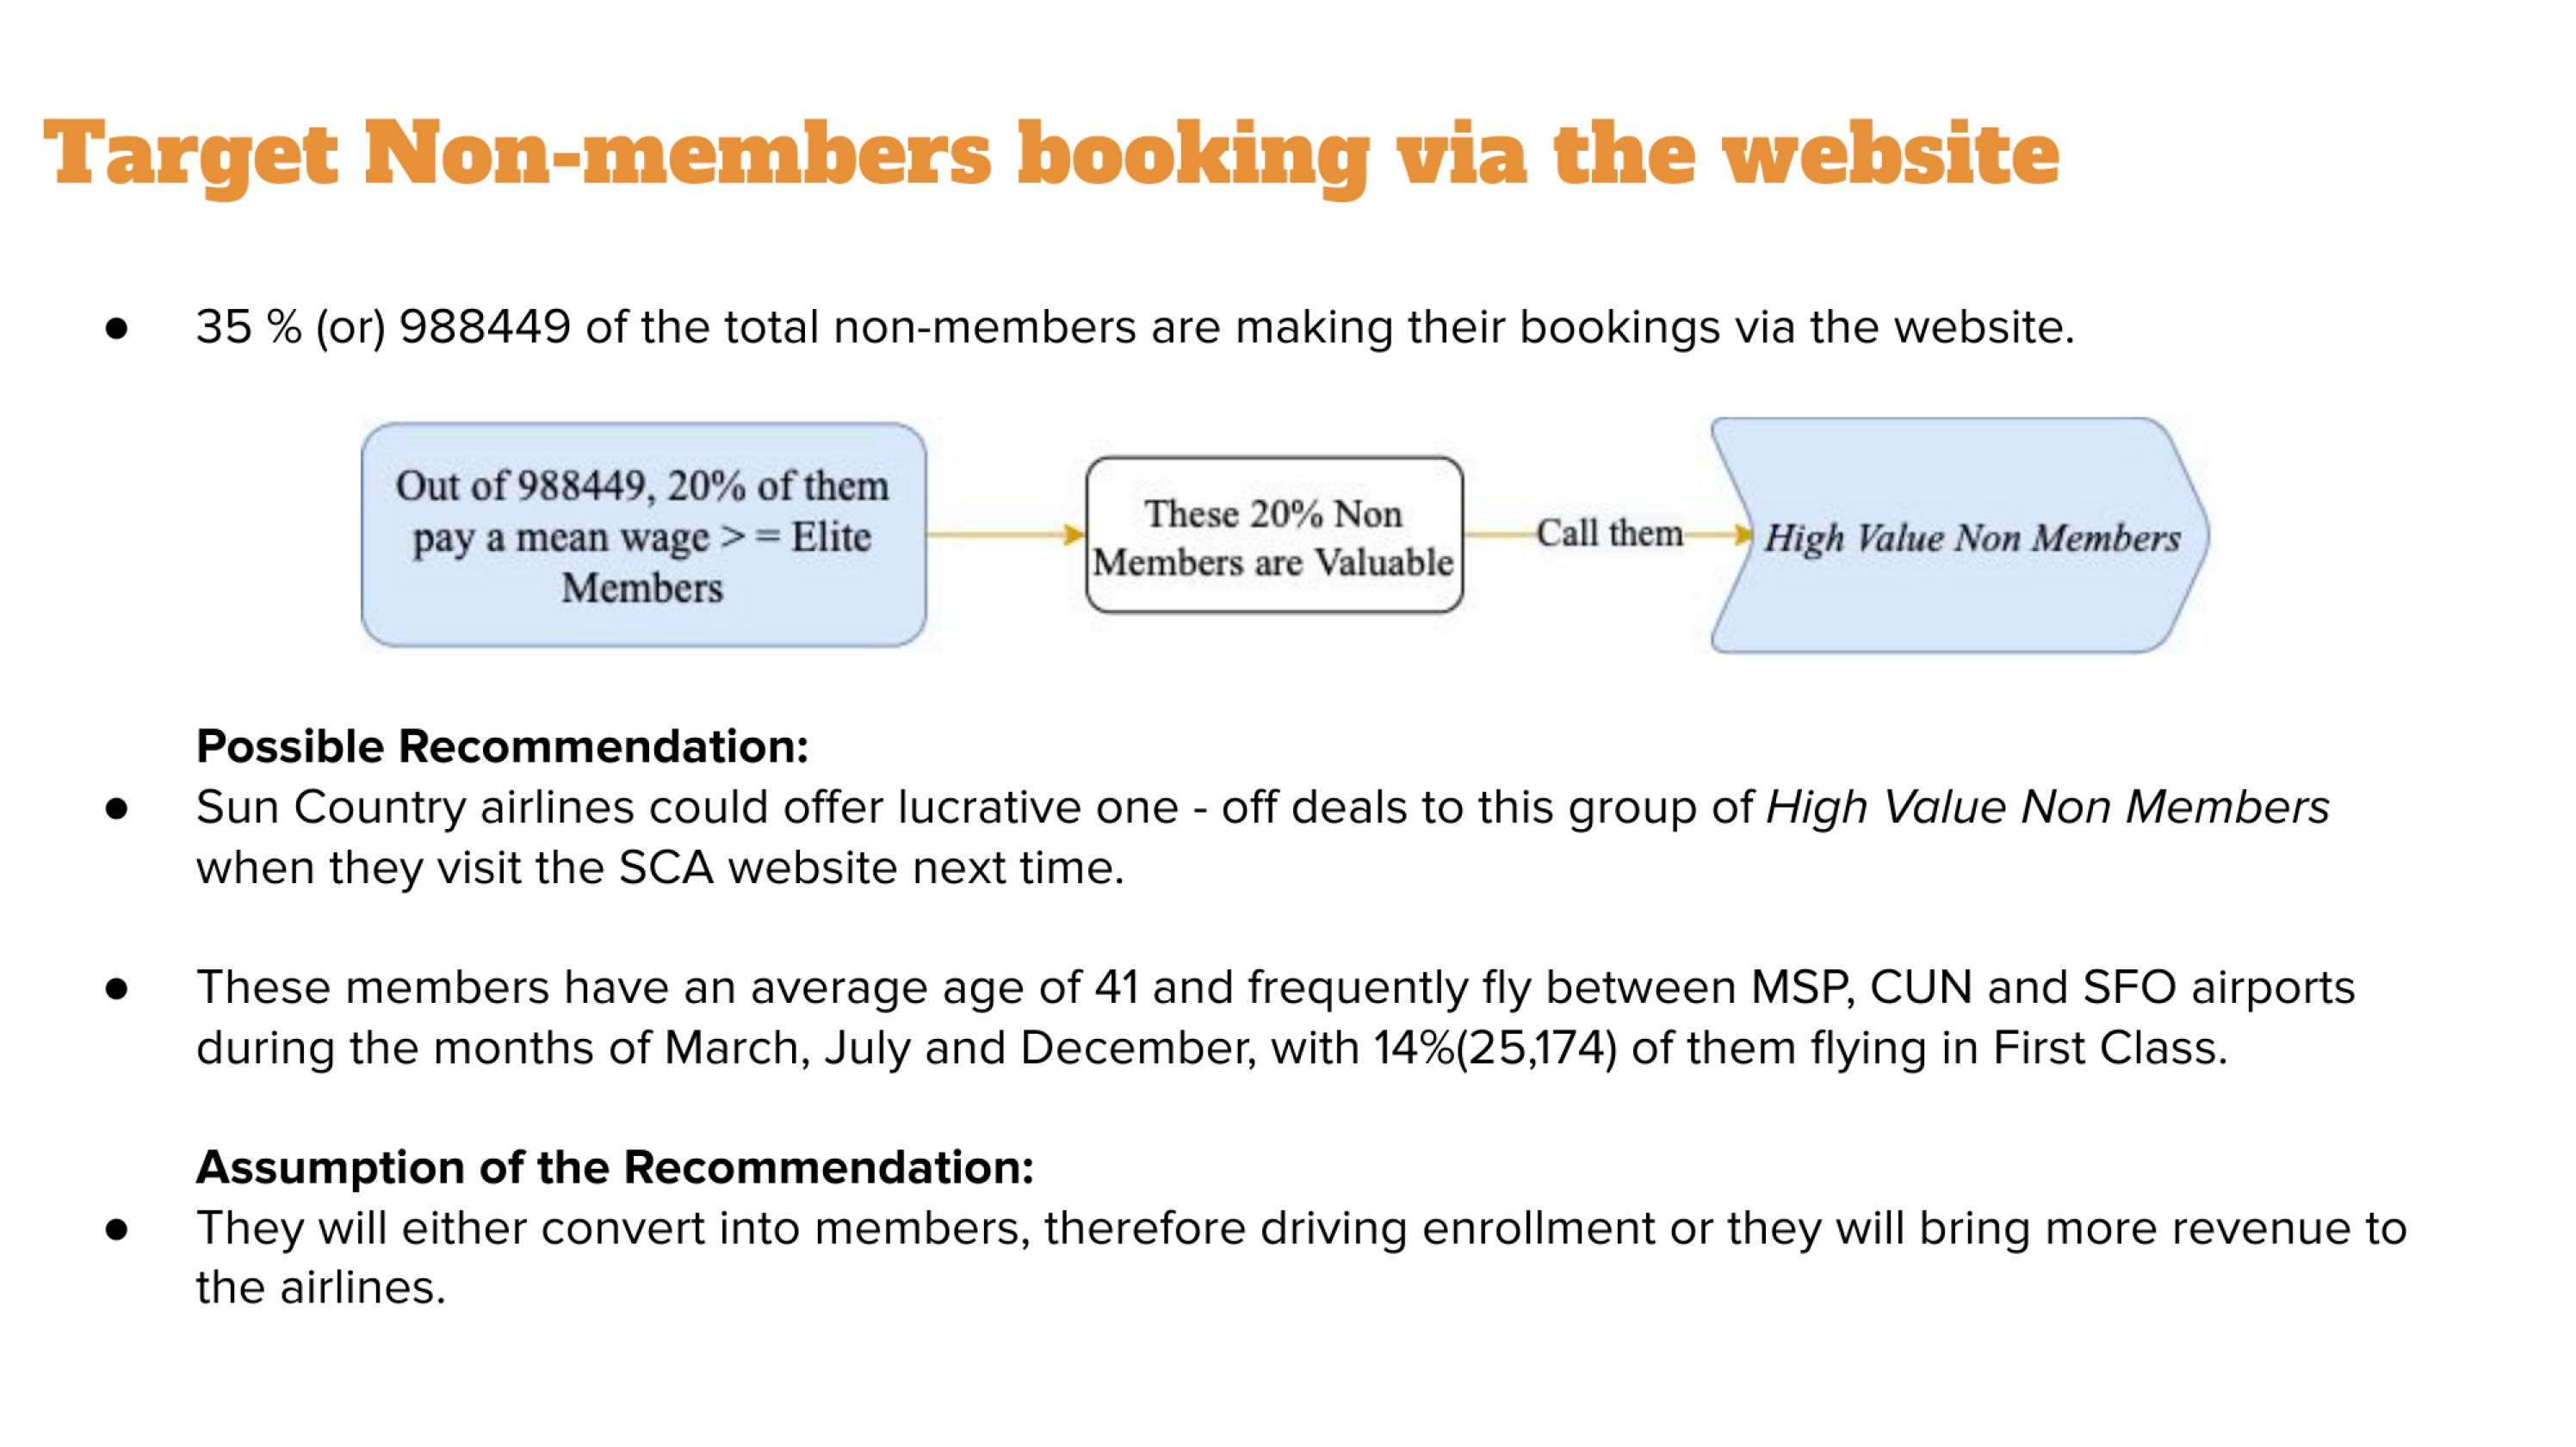 Target Non-members booking via the website
● 35 % (or) 988449 of the total non-members are making their bookings via the website.
Out of 988449, 20% of them
pay a mean wage > = Elite
Members
These 20% Non
Members are Valuable
Call them
High Value Non Members
Possible Recommendation:
● Sun Country airlines could offer lucrative one - off deals to this group of High Value Non Members
when they visit the SCA website next time.
● These members have an average age of 41 and frequently fly between MSP, CUN and SFO airports
during the months of March, July and December, with 14%(25,174) of them flying in First Class.
Assumption of the Recommendation:
● They will either convert into members, therefore driving enrollment or they will bring more revenue to
the airlines.